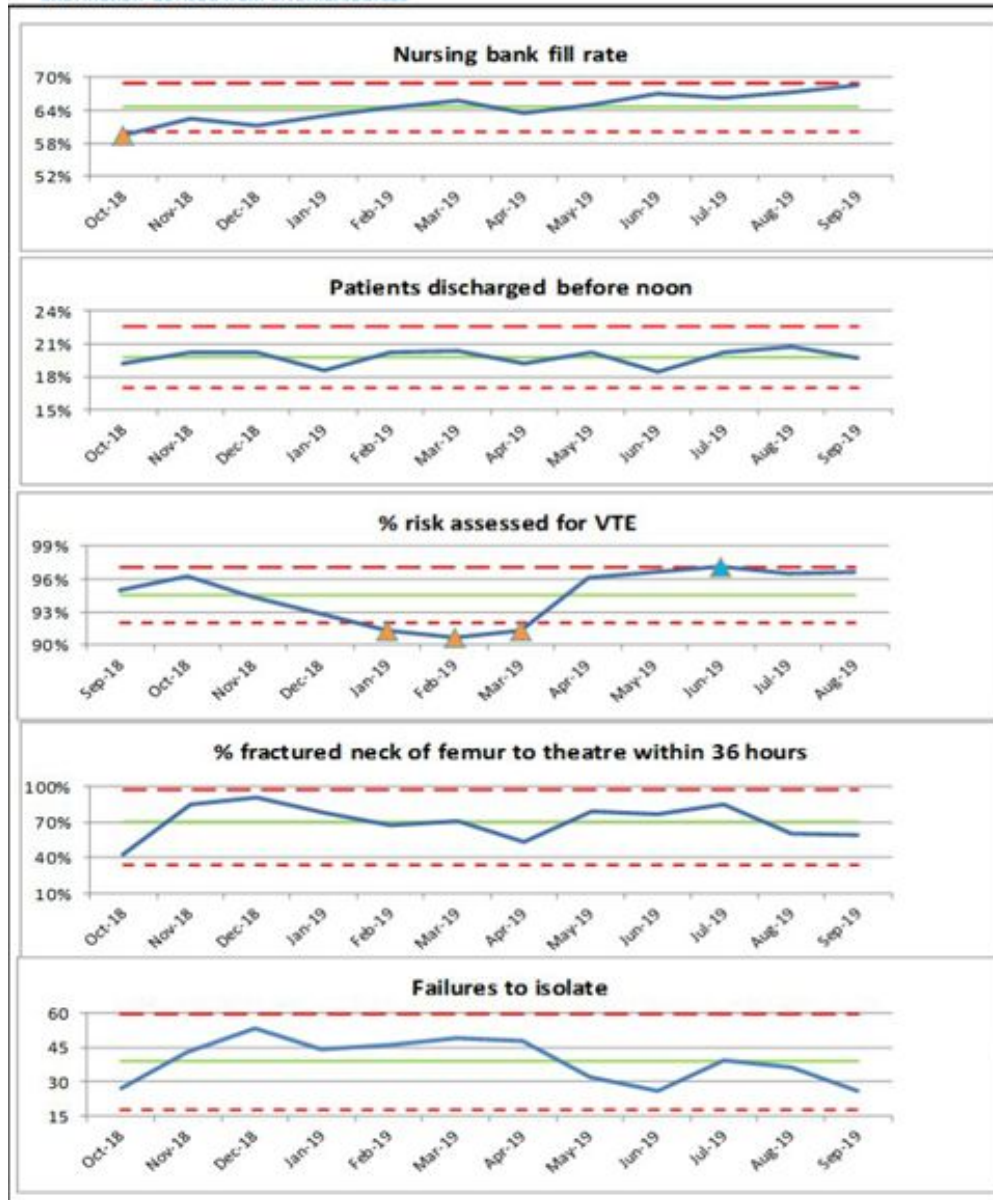 Nursing bank fill rate
70%
64%
58%
52%
Oct-18 Nov-18 Dec-18 Jan-19 Feb-19 Mar-19 Apr-19 May-19 Jun-19 Jul-19 Aug-19 Sep-19
Patients discharged before noon
24%
21%
18%
15%
Oct-18 Nov-18 Dec-18 Jan-19 Feb-19 Mar-19 Apr-19 May-19 Jun-19 Jul-19 Aug-19 Sep-19
% risk assessed for VTE
99%
96%
93%
90%
Sep-18 Oct-18 Nov-18 Dec-18 Jan-19 Feb-19 Mar-19 Apr-19 May-19 Jun-19 Jul-19 Aug-19
% fractured neck of femur to theatre within 36 hours
100%
70%
40%
10%
Oct-18 Nov-18 Dec-18 Jan-19 Feb-19 Mar-19 Apr-19 May-19 Jun-19 Jul-19 Aug-19 Sep-19
Failures to isolate
60
45
30
15
Oct-18 Nov-18 Dec-18 Jan-19 Feb-19 Mar-19 Apr-19 May-19 Jun-19 Jul-19 Aug-19 Sep-19